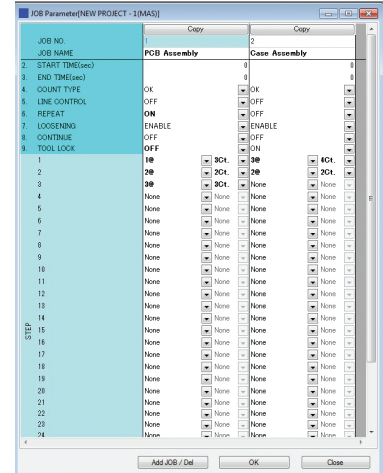 JOB Parameter[NEW PROJECT - 1(MAS)]
Copy Copy
JOB NO. 1 2
JOB NAME PCB Assembly Case Assembly
2. START TIME(sec) 0 0
3. END TIME(sec) 0 0
4. COUNT TYPE OK OK
5. LINE CONTROL OFF OFF
6. REPEAT ON OFF
7. LOOSENING ENABLE ENABLE
8. CONTINUE OFF OFF
9. TOOL LOCK OFF ON
STEP
1 1@ 3Ct. 3@ 4Ct.
2 2@ 2Ct. 2@ 2Ct.
3 3@ 3Ct. None None
4 None None None None
5 None None None None
6 None None None None
7 None None None None
8 None None None None
9 None None None None
10 None None None None
11 None None None None
12 None None None None
13 None None None None
14 None None None None
15 None None None None
16 None None None None
17 None None None None
18 None None None None
19 None None None None
20 None None None None
21 None None None None
22 None None None None
23 None None None None
24 None None None None
Add JOB / Del OK Close